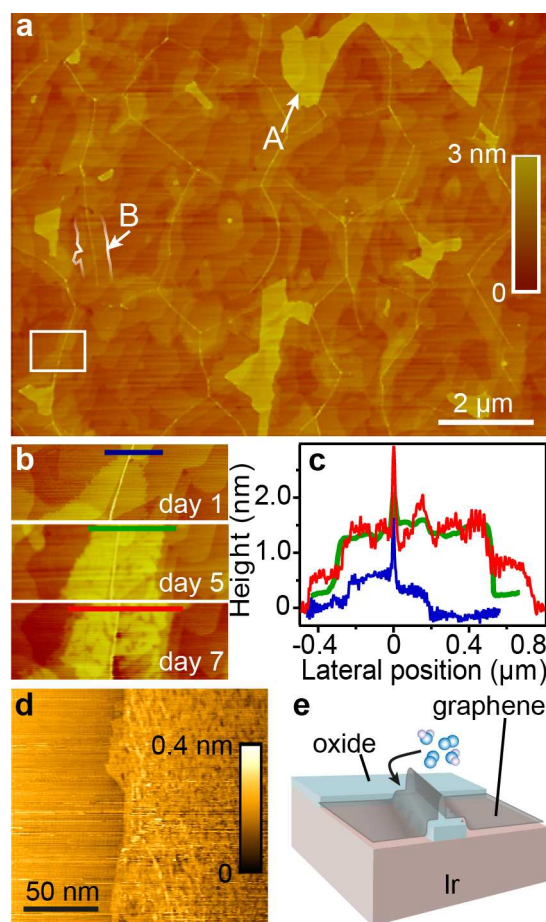 a
A
3 nm
B
0
2 µm
b
day 1
day 5
day 7
c
Height (nm)
2.0
1.0
0
-0.4
0
0.4
0.8
Lateral position (µm)
d
0.4 nm
0
50 nm
e
graphene
oxide
Ir